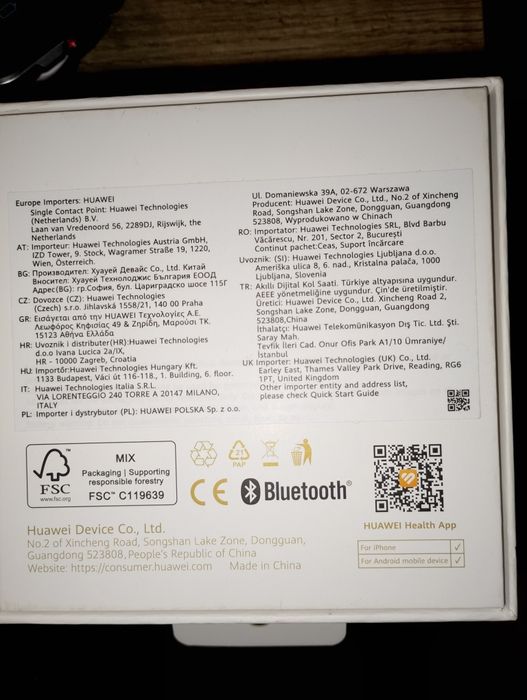 Europe Importers: HUAWEI
Single Contact Point: Huawei Technologies
(Netherlands) B.V.
Laan van Vredenoord 56, 2289DJ, Rijswijk, the
Netherlands
AT: Importeur: Huawei Technologies Austria GmbH,
IZD Tower, 9. Stock, Wagramer Straße 19, 1220,
Wien, Österreich.
BG: Производител: Хуауей Девайс Co., Ltd. Китай
Вносител: Хуауей Технолоджис България ЕООД
Адрес(BG): гр.София, бул. Цариградско шосе 115Г
CZ: Dovozce (CZ): Huawei Technologies
(Czech) s.r.o. Jihlavská 1558/21, 140 00 Praha
GR: Εισάγεται από την HUAWEI Τεχνολογίες Α.Ε.
Λεωφόρος Κηφισίας 49 & Ζηρίδη, Μαρούσι ΤΚ.
15123 Αθήνα Ελλάδα
HR: Uvoznik i distributer(HR):Huawei Technologies
d.o.o Ivana Lucica 2a/IX,
HR - 10000 Zagreb, Croatia
HU: Importőr:Huawei Technologies Hungary Kft,
1133 Budapest, Váci út 116-118., 1. Building, 6. floor.
IT: Huawei Technologies Italia S.R.L.
VIA LORENTEGGIO 240 TORRE A 20147 MILANO,
ITALY
PL: Importer i dystrybutor (PL): HUAWEI POLSKA Sp. z o.o.
Ul. Domaniewska 39A, 02-672 Warszawa
Producent: Huawei Device Co., Ltd., No.2 of Xincheng
Road, Songshan Lake Zone, Dongguan, Guangdong
523808, Wyprodukowano w Chinach
RO: Importator: Huawei Technologies SRL, Blvd Barbu
Văcărescu, Nr. 201, Sector 2, București
Continut pachet:Ceas, Suport încărcare
Uvoznik: (SI): Huawei Technologies Ljubljana d.o.o.
Ameriška ulica 8, 6. nad., Kristalna palača, 1000
Ljubljana, Slovenija
TR: Akıllı Dijital Kol Saati. Türkiye altyapısına uygundur.
AEEE yönetmeliğine uygundur. Çin'de üretilmiştir.
Üretici: Huawei Device Co., Ltd. Xincheng Road 2,
Songshan Lake Zone, Dongguan, Guangdong
523808,China
İthalatçı: Huawei Telekomünikasyon Dış Tic. Ltd. Şti.
Saray Mah.
Tevfik İleri Cad. Onur Ofis Park A1/10 Ümraniye/
İstanbul
UK Importer: Huawei Technologies (UK) Co., Ltd.
Earley East, Thames Valley Park Drive, Reading, RG6
1PT, United Kingdom
Other importer entity and address list,
please check Quick Start Guide
FSC
www.fsc.org
MIX
Packaging | Supporting
responsible forestry
FSC™ C119639
21
PAP
CE
Bluetooth®
Huawei Device Co., Ltd.
No.2 of Xincheng Road, Songshan Lake Zone, Dongguan,
Guangdong 523808, People's Republic of China
Website: https://consumer.huawei.com Made in China
HUAWEI Health App
For iPhone ✓
For Android mobile device ✓